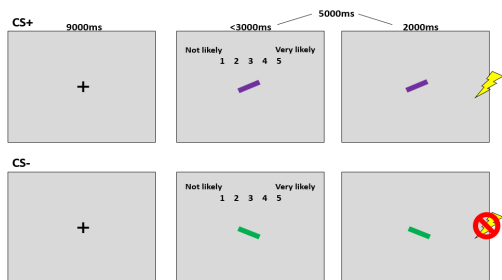 5000ms
CS+
9000ms
<3000ms
2000ms
Not likely Very likely
1 2 3 4 5
CS-
Not likely Very likely
1 2 3 4 5